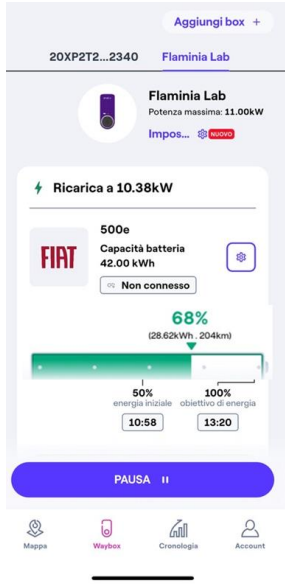 Aggiungi box +
20XP2T2...2340 Flaminia Lab
Flaminia Lab
Potenza massima: 11.00kW
Impos... NUOVO
Ricarica a 10.38kW
FIAT
500e
Capacità batteria
42.00 kWh
Non connesso
68%
(28.62kWh . 204km)
50% 100%
energia iniziale obiettivo di energia
10:58 13:20
PAUSA
Mappa Waybox Cronologia Account